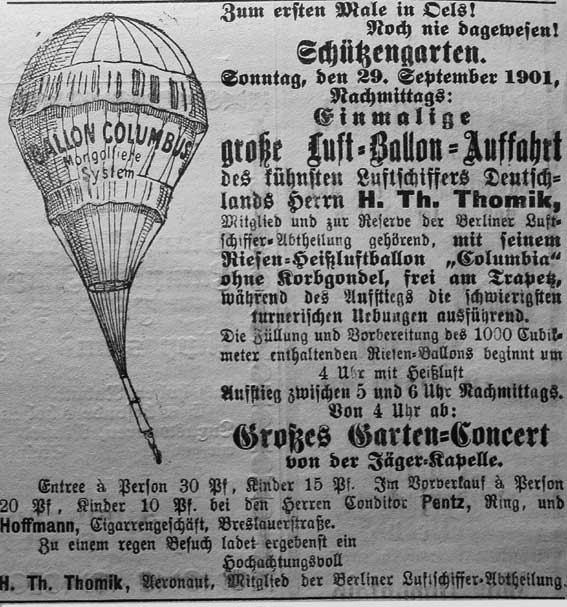 Zum ersten Male in Oels!
Noch nie dagewesen!
Schützengarten.
Sonntag, den 29. September 1901,
Nachmittags:
Einmalige
große Luft-Ballon-Auffahrt
des kühnsten Luftschiffers Deutsch-
lands Herrn H. Th. Thomik,
Mitglied und zur Reserve der Berliner Luft-
schiffer-Abtheilung gehörend, mit seinem
Riesen-Heißluftballon „Columbia“
ohne Korbgondel, frei am Trapetz,
während des Aufstiegs die schwierigsten
turnerischen Uebungen ausführend.
Die Füllung und Vorbereitung des 1000 Cubik-
meter enthaltenden Riesen-Ballons beginnt um
4 Uhr mit Heißluft
Aufstieg zwischen 5 und 6 Uhr Nachmittags.
Von 4 Uhr ab:
Großes Garten-Concert
von der Jäger-Kapelle.
BALLON COLUMBUS
Mongolfiere
System
Entree à Person 30 Pf, Kinder 15 Pf. Im Vorverkauf à Person
20 Pf, Kinder 10 Pf. bei den Herren Conditor Pentz, Ring, und
Hoffmann, Cigarrengeschäft, Breslauerstraße.
Zu einem regen Besuch ladet ergebenst ein
Hochachtungsvoll
H. Th. Thomik, Aeronaut, Mitglied der Berliner Luftschiffer-Abtheilung.